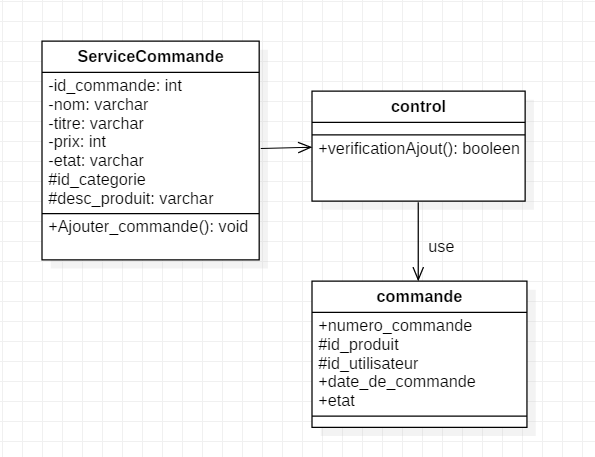 ServiceCommande
-id_commande: int
-nom: varchar
-titre: varchar
-prix: int
-etat: varchar
#id_categorie
#desc_produit: varchar
+Ajouter_commande(): void
control
+verificationAjout(): booleen
use
commande
+numero_commande
#id_produit
#id_utilisateur
+date_de_commande
+etat